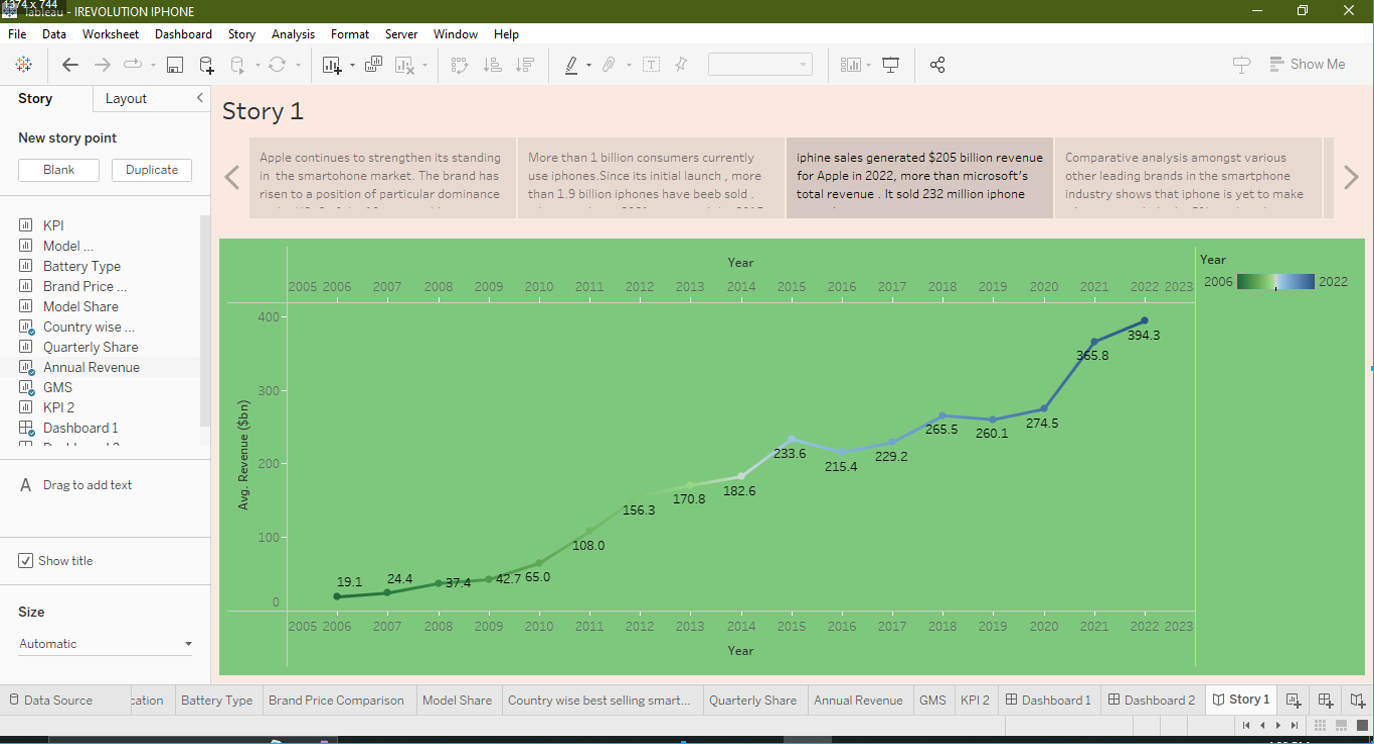 1374 x 744
Tableau - IREVOLUTION IPHONE
File Data Worksheet Dashboard Story Analysis Format Server Window Help
Show Me
Story Layout
New story point
Blank Duplicate
KPI
Model ...
Battery Type
Brand Price ...
Model Share
Country wise ...
Quarterly Share
Annual Revenue
GMS
KPI 2
Dashboard 1
A Drag to add text
Show title
Size
Automatic
Story 1
Apple continues to strengthen its standing
in the smartohone market. The brand has
risen to a position of particular dominance
More than 1 billion consumers currently
use iphones.Since its initial launch , more
than 1.9 billion iphones have beeb sold .
iphine sales generated $205 billion revenue
for Apple in 2022, more than microsoft's
total revenue . It sold 232 million iphone
Comparative analysis amongst various
other leading brands in the smartphone
industry shows that iphone is yet to make
Year
2005 2006 2007 2008 2009 2010 2011 2012 2013 2014 2015 2016 2017 2018 2019 2020 2021 2022 2023
Avg. Revenue ($bn)
400
300
200
100
0
19.1
24.4
37.4
42.7
65.0
108.0
156.3
170.8
182.6
233.6
215.4
229.2
265.5
260.1
274.5
365.8
394.3
2005 2006 2007 2008 2009 2010 2011 2012 2013 2014 2015 2016 2017 2018 2019 2020 2021 2022 2023
Year
Year
2006 2022
Data Source cation Battery Type Brand Price Comparison Model Share Country wise best selling smart... Quarterly Share Annual Revenue GMS KPI 2 Dashboard 1 Dashboard 2 Story 1